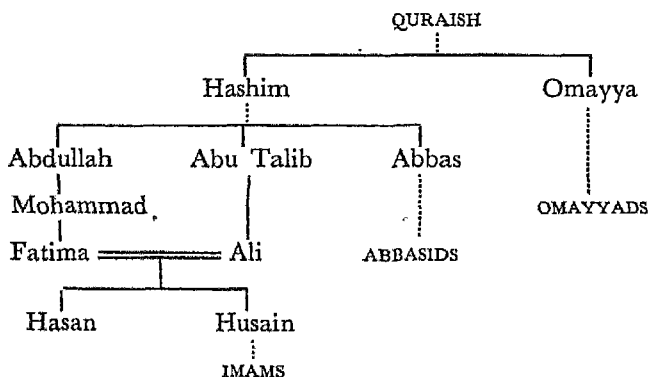 QURAISH
Hashim Omayya
Abdullah Abu Talib Abbas
Mohammad OMAYYADS
Fatima Ali ABBASIDS
Hasan Husain
IMAMS